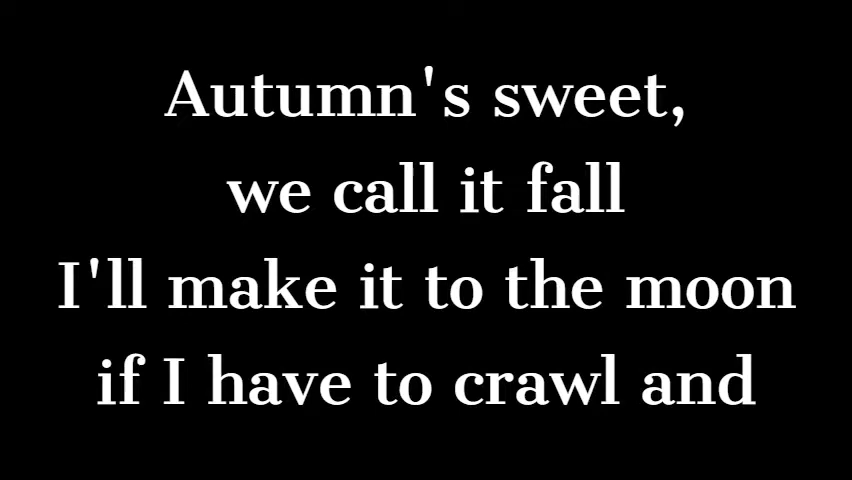 Autumn's sweet,
we call it fall
I'll make it to the moon
if I have to crawl and